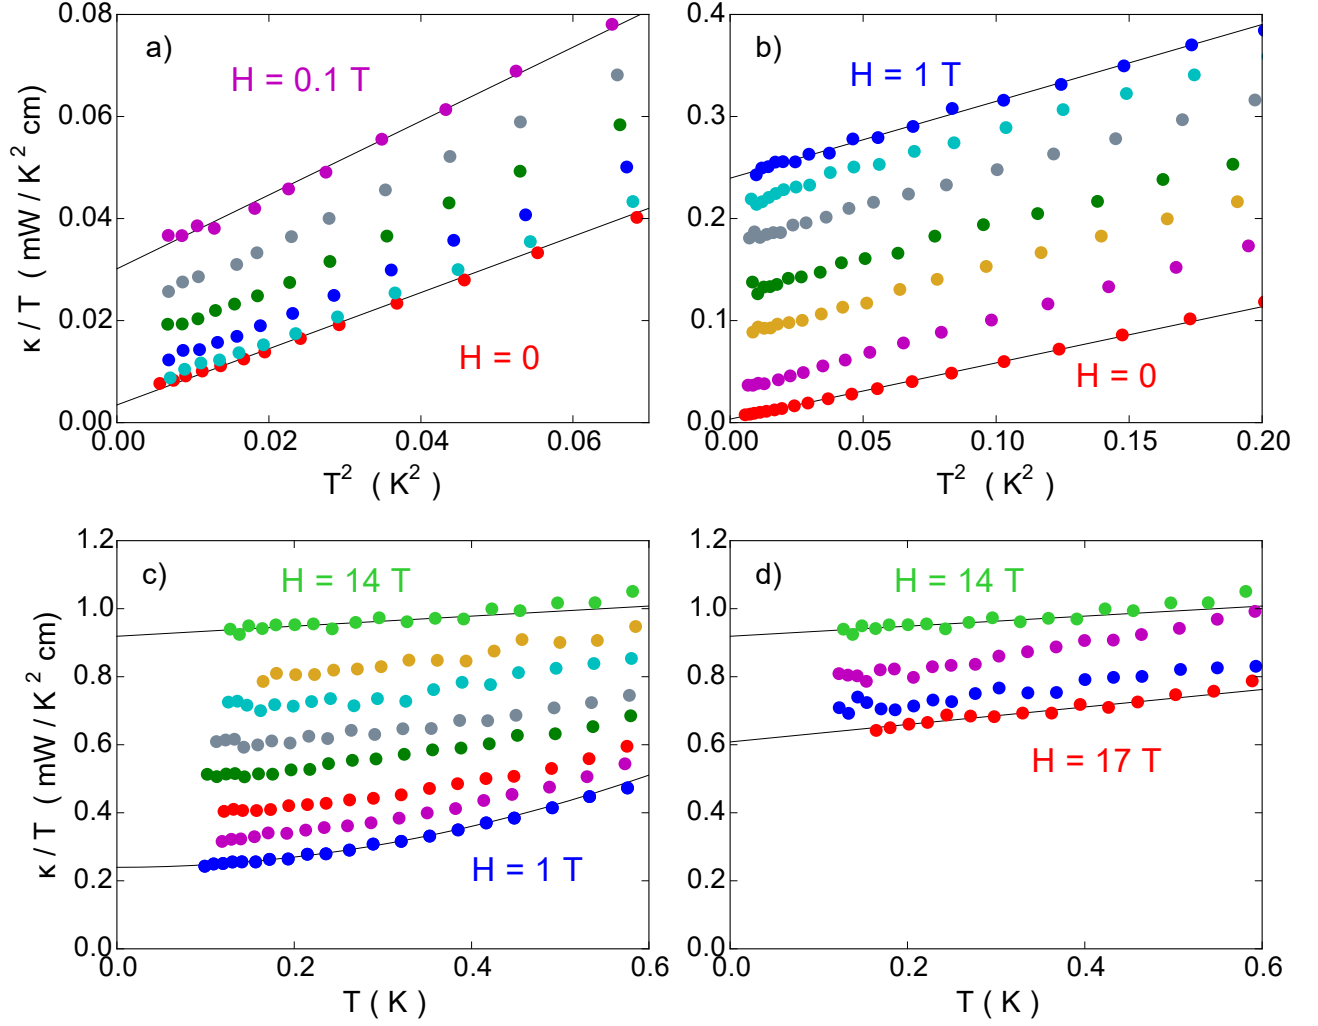 a)
H = 0.1 T
H = 0
0.08
0.06
0.04
0.02
0.00
0.00 0.02 0.04 0.06
κ / T ( mW / K² cm)
T² ( K² )
b)
H = 1 T
H = 0
0.4
0.3
0.2
0.1
0.0
0.00 0.05 0.10 0.15 0.20
T² ( K² )
c)
H = 14 T
H = 1 T
1.2
1.0
0.8
0.6
0.4
0.2
0.0
0.0 0.2 0.4 0.6
κ / T ( mW / K² cm)
T ( K )
d)
H = 14 T
H = 17 T
1.2
1.0
0.8
0.6
0.4
0.2
0.0
0.0 0.2 0.4 0.6
T ( K )